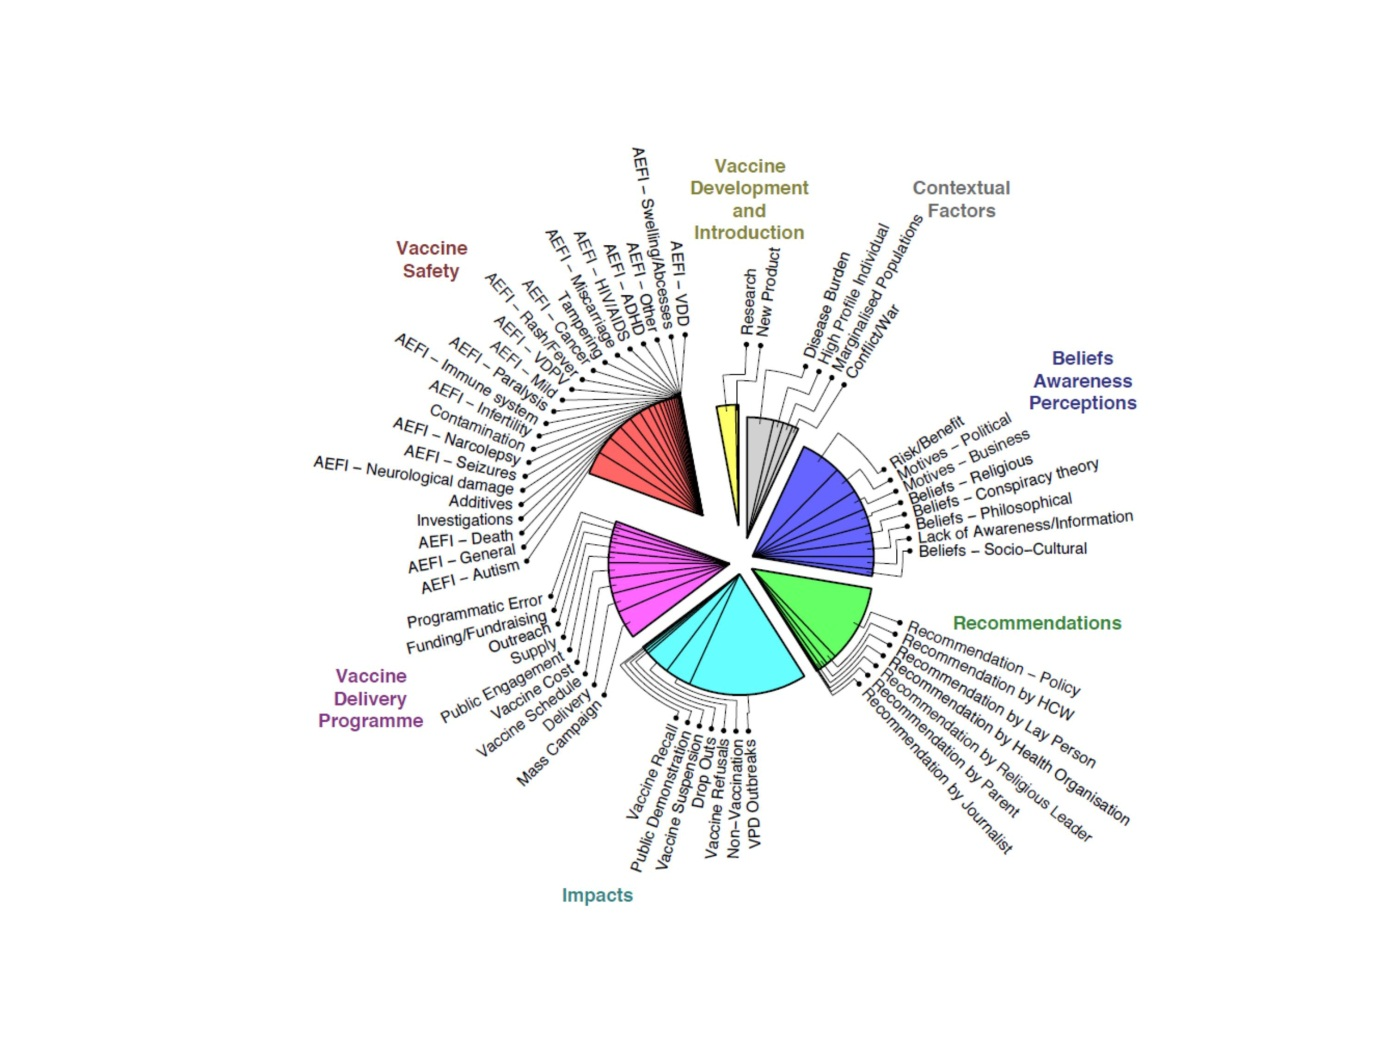 Vaccine
Development
and
Introduction
Research
New Product
Contextual
Factors
Disease Burden
High Profile Individual
Marginalised Populations
Conflict/War
Beliefs
Awareness
Perceptions
Risk/Benefit
Motives – Political
Motives – Business
Beliefs – Religious
Beliefs – Conspiracy theory
Beliefs – Philosophical
Lack of Awareness/Information
Beliefs – Socio–Cultural
Recommendations
Recommendation – Policy
Recommendation by HCW
Recommendation by Lay Person
Recommendation by Health Organisation
Recommendation by Religious Leader
Recommendation by Parent
Recommendation by Journalist
Impacts
VPD Outbreaks
Non–Vaccination
Vaccine Refusals
Drop Outs
Vaccine Suspension
Public Demonstration
Vaccine Recall
Vaccine
Delivery
Programme
Mass Campaign
Delivery
Vaccine Schedule
Vaccine Cost
Public Engagement
Supply
Outreach
Funding/Fundraising
Programmatic Error
Vaccine
Safety
AEFI – Autism
AEFI – General
AEFI – Death
Investigations
Additives
AEFI – Neurological damage
AEFI – Seizures
AEFI – Narcolepsy
Contamination
AEFI – Infertility
AEFI – Immune system
AEFI – Paralysis
AEFI – Mild
AEFI – VDPV
AEFI – Rash/Fever
AEFI – Cancer
Tampering
AEFI – Miscarriage
AEFI – HIV/AIDS
AEFI – ADHD
AEFI – Other
AEFI – Swelling/Abcesses
AEFI – VDD